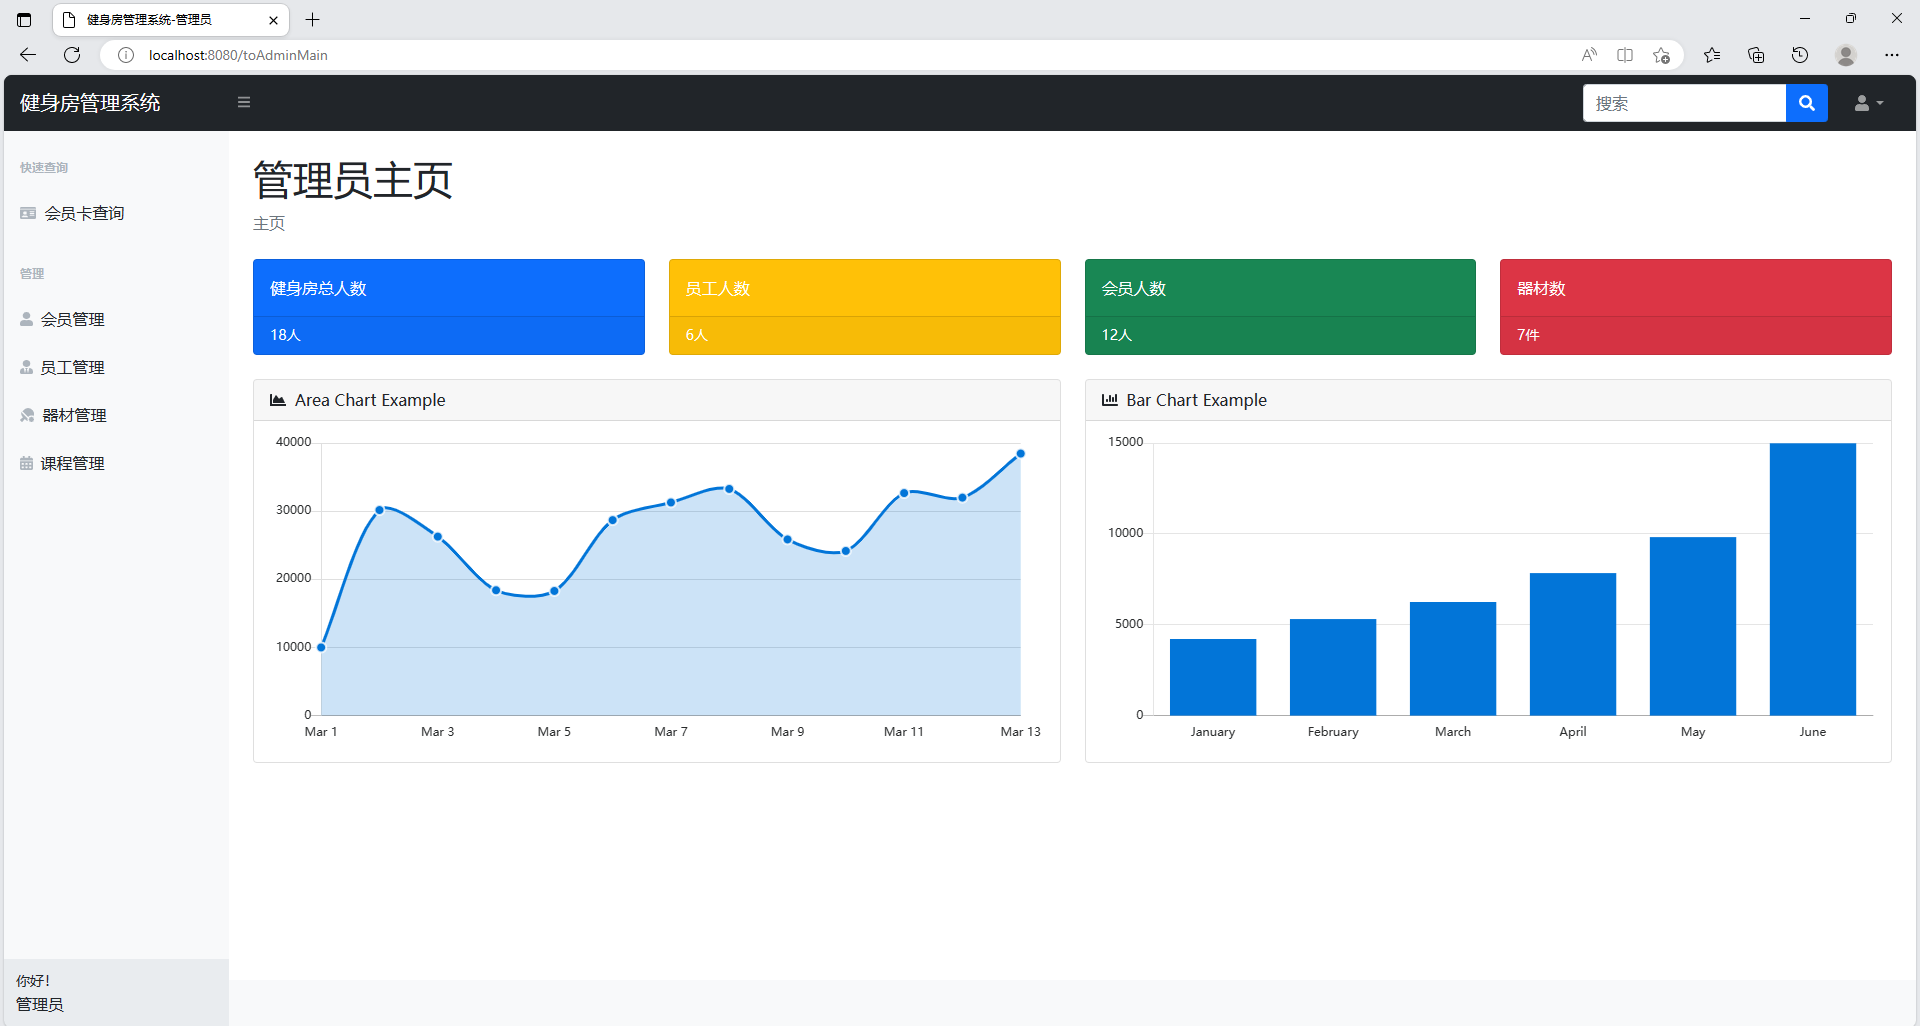 健身房管理系统-管理员
localhost:8080/toAdminMain
健身房管理系统
搜索
快速查询
会员卡查询
管理
会员管理
员工管理
器材管理
课程管理
你好!
管理员
管理员主页
主页
健身房总人数
18人
员工人数
6人
会员人数
12人
器材数
7件
Area Chart Example
40000
30000
20000
10000
0
Mar 1 Mar 3 Mar 5 Mar 7 Mar 9 Mar 11 Mar 13
Bar Chart Example
15000
10000
5000
0
January February March April May June